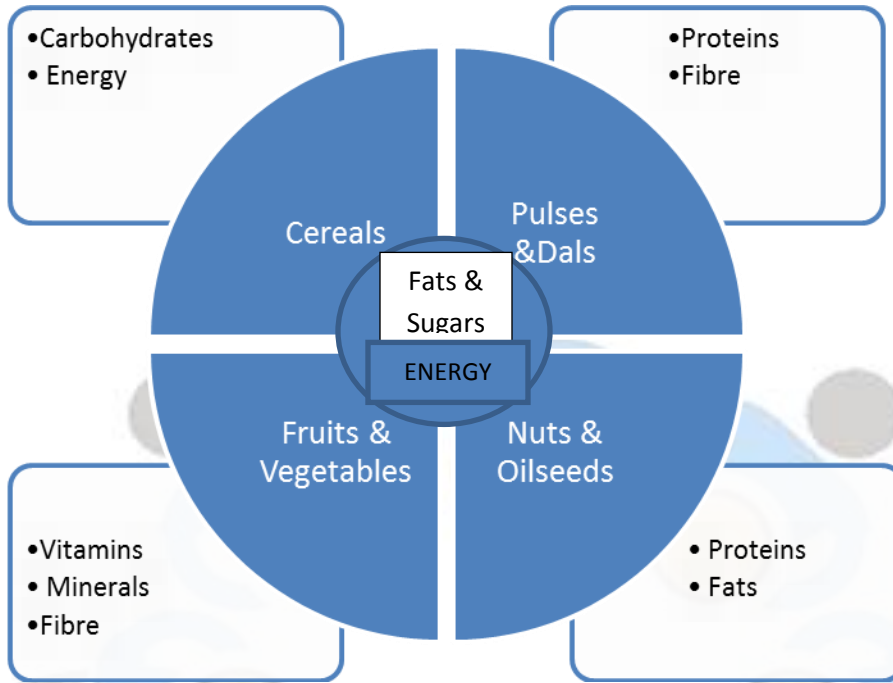 •Carbohydrates
• Energy
•Proteins
•Fibre
Cereals
Pulses
&Dals
Fats &
Sugars
ENERGY
Fruits &
Vegetables
Nuts &
Oilseeds
•Vitamins
• Minerals
•Fibre
• Proteins
• Fats